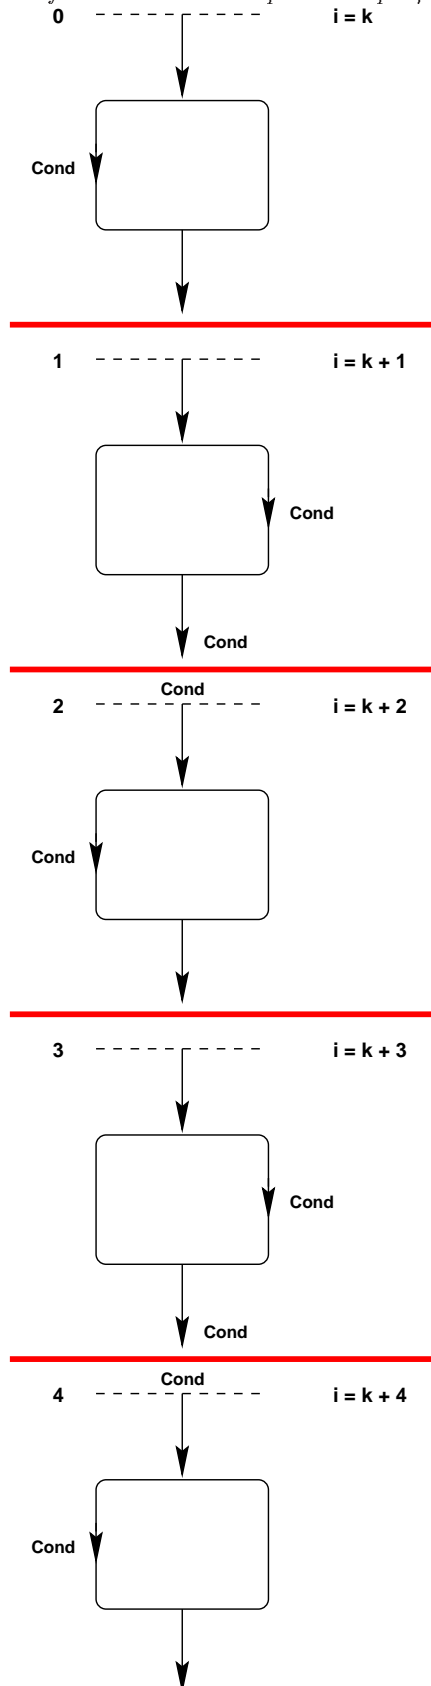 0 i = k
Cond
1 i = k + 1
Cond
Cond
Cond
2 i = k + 2
Cond
3 i = k + 3
Cond
Cond
Cond
4 i = k + 4
Cond